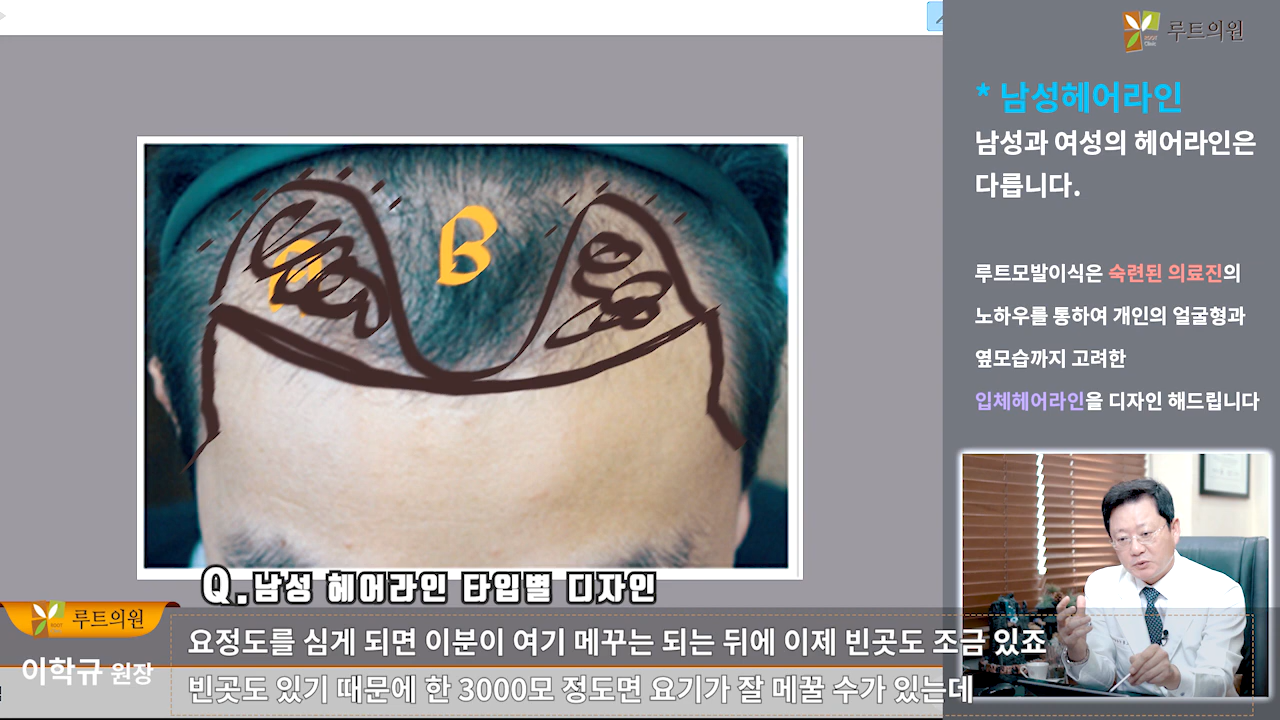 루트의원
* 남성헤어라인
남성과 여성의 헤어라인은
다릅니다.
루트모발이식은 숙련된 의료진의
노하우를 통하여 개인의 얼굴형과
옆모습까지 고려한
입체헤어라인을 디자인 해드립니다
B
Q.남성 헤어라인 타입별 디자인
루트의원
이학규 원장
요정도를 심게 되면 이분이 여기 메꾸는 되는 뒤에 이제 빈곳도 조금 있죠
빈곳도 있기 때문에 한 3000모 정도면 요기가 잘 메꿀 수가 있는데